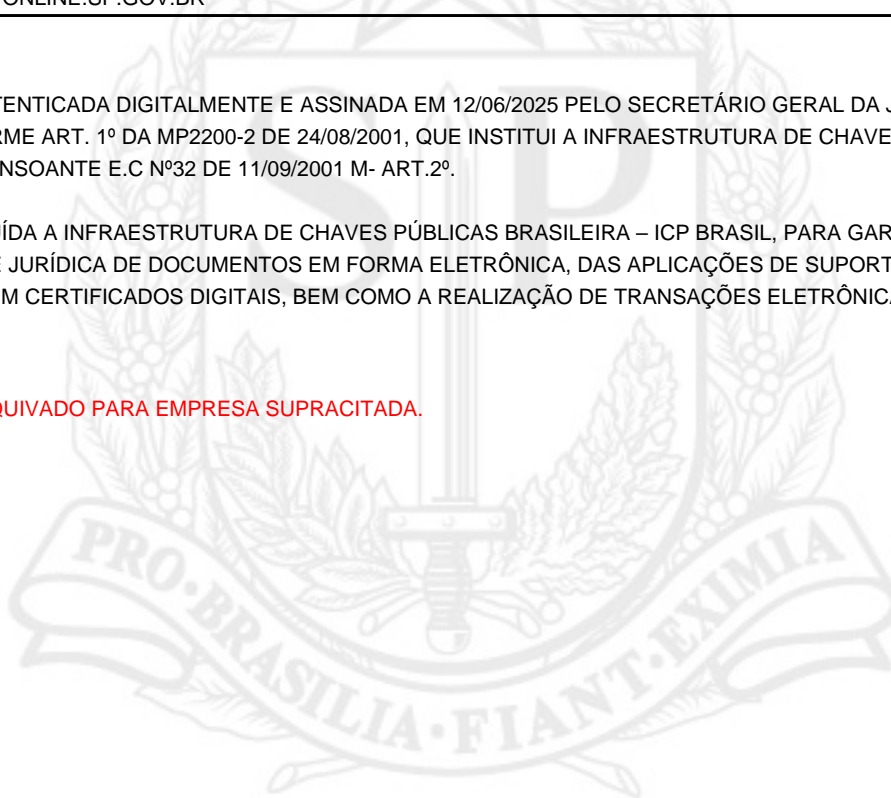 ONLINE.SP.GOV.BR
TENTICADA DIGITALMENTE E ASSINADA EM 12/06/2025 PELO SECRETÁRIO GERAL DA J
RME ART. 1º DA MP2200-2 DE 24/08/2001, QUE INSTITUI A INFRAESTRUTURA DE CHAVE
NSOANTE E.C Nº32 DE 11/09/2001 M- ART.2º.
UÍDA A INFRAESTRUTURA DE CHAVES PÚBLICAS BRASILEIRA – ICP BRASIL, PARA GAR
E JURÍDICA DE DOCUMENTOS EM FORMA ELETRÔNICA, DAS APLICAÇÕES DE SUPORT
M CERTIFICADOS DIGITAIS, BEM COMO A REALIZAÇÃO DE TRANSAÇÕES ELETRÔNICA
QUIVADO PARA EMPRESA SUPRACITADA.
SP
PRO·BRASILIA·FIANT·EXIMIA